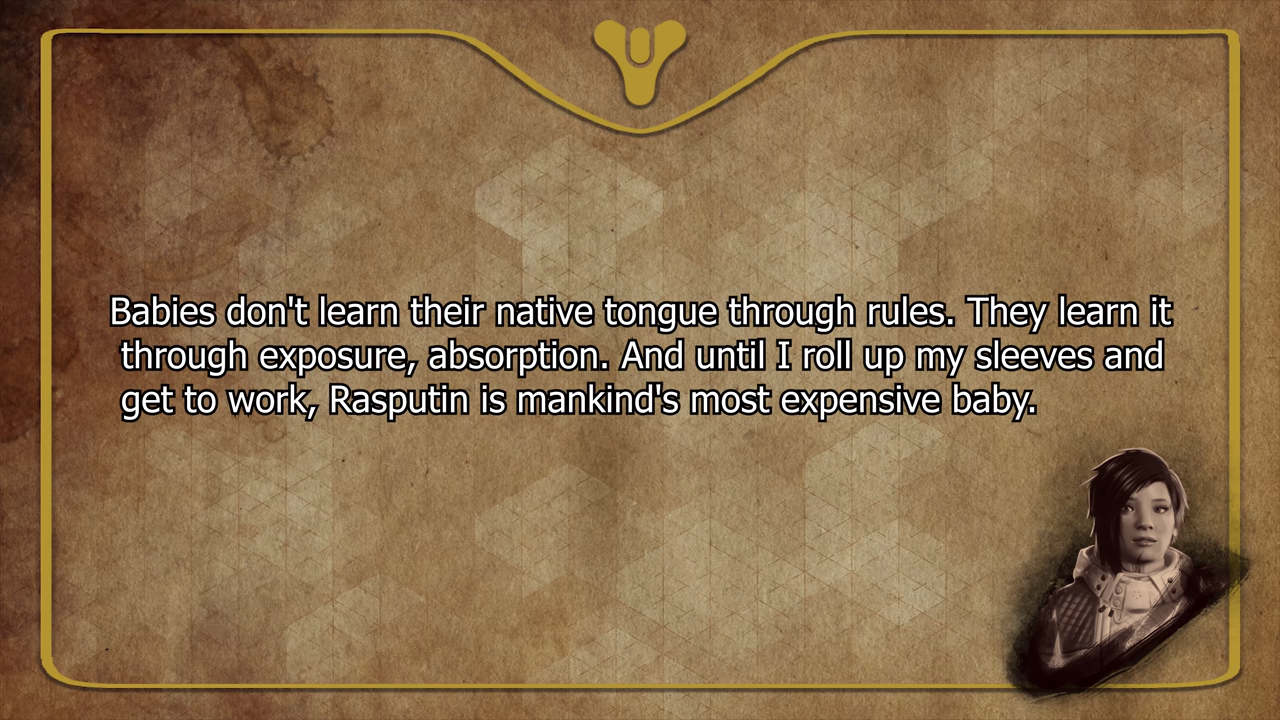 Babies don't learn their native tongue through rules. They learn it
through exposure, absorption. And until I roll up my sleeves and
get to work, Rasputin is mankind's most expensive baby.